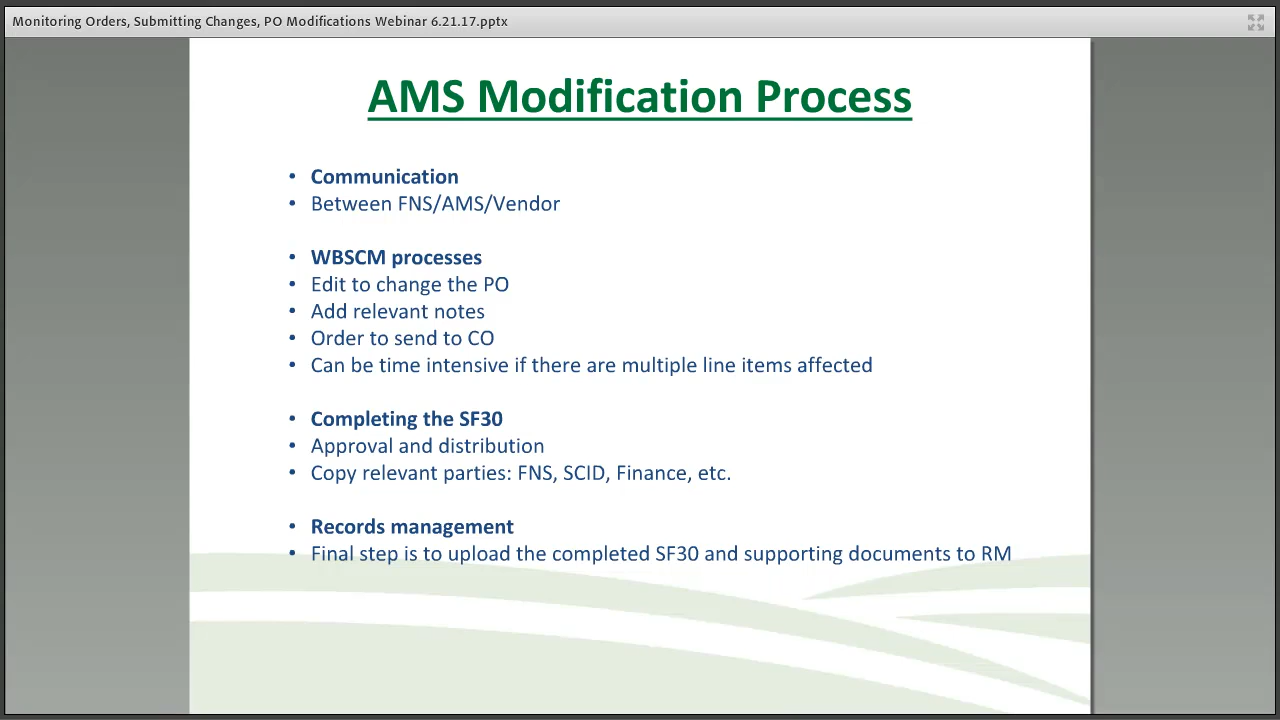 Monitoring Orders, Submitting Changes, PO Modifications Webinar 6.21.17.pptx
AMS Modification Process
• Communication
• Between FNS/AMS/Vendor
• WBSCM processes
• Edit to change the PO
• Add relevant notes
• Order to send to CO
• Can be time intensive if there are multiple line items affected
• Completing the SF30
• Approval and distribution
• Copy relevant parties: FNS, SCID, Finance, etc.
• Records management
• Final step is to upload the completed SF30 and supporting documents to RM